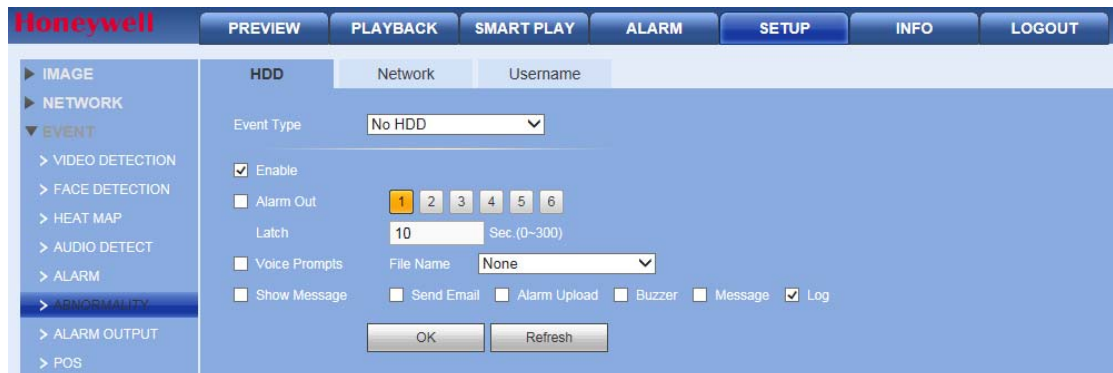 Honeywell
PREVIEW PLAYBACK SMART PLAY ALARM SETUP INFO LOGOUT
IMAGE
NETWORK
EVENT
> VIDEO DETECTION
> FACE DETECTION
> HEAT MAP
> AUDIO DETECT
> ALARM
> ABNORMALITY
> ALARM OUTPUT
> POS
HDD Network Username
Event Type No HDD
Enable
Alarm Out 1 2 3 4 5 6
Latch 10 Sec.(0~300)
Voice Prompts File Name None
Show Message Send Email Alarm Upload Buzzer Message Log
OK Refresh